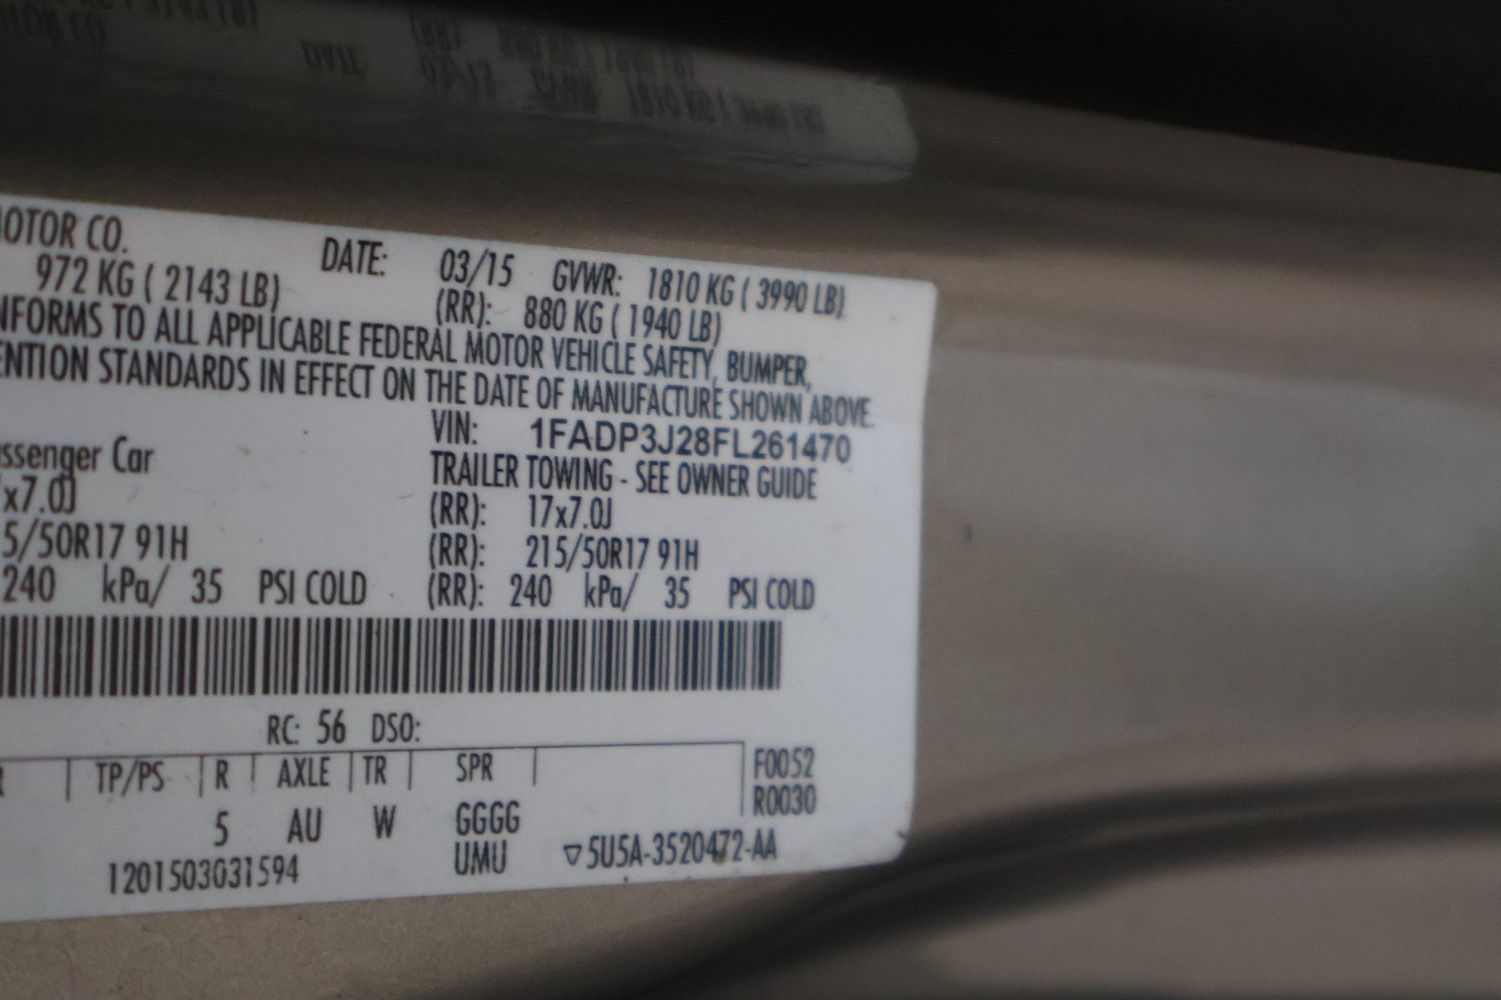 MOTOR CO. DATE: 03/15 GVWR: 1810 KG ( 3990 LB)
972 KG ( 2143 LB) (RR): 880 KG ( 1940 LB)
NFORMS TO ALL APPLICABLE FEDERAL MOTOR VEHICLE SAFETY, BUMPER,
ENTION STANDARDS IN EFFECT ON THE DATE OF MANUFACTURE SHOWN ABOVE.
VIN: 1FADP3J28FL261470
ssenger Car TRAILER TOWING - SEE OWNER GUIDE
x7.0J (RR): 17x7.0J
5/50R17 91H (RR): 215/50R17 91H
240 kPa/ 35 PSI COLD (RR): 240 kPa/ 35 PSI COLD
RC: 56 DSO:
R TP/PS R AXLE TR SPR F0052
R0030
5 AU W GGGG
1201503031594 UMU ▽5U5A-3520472-AA